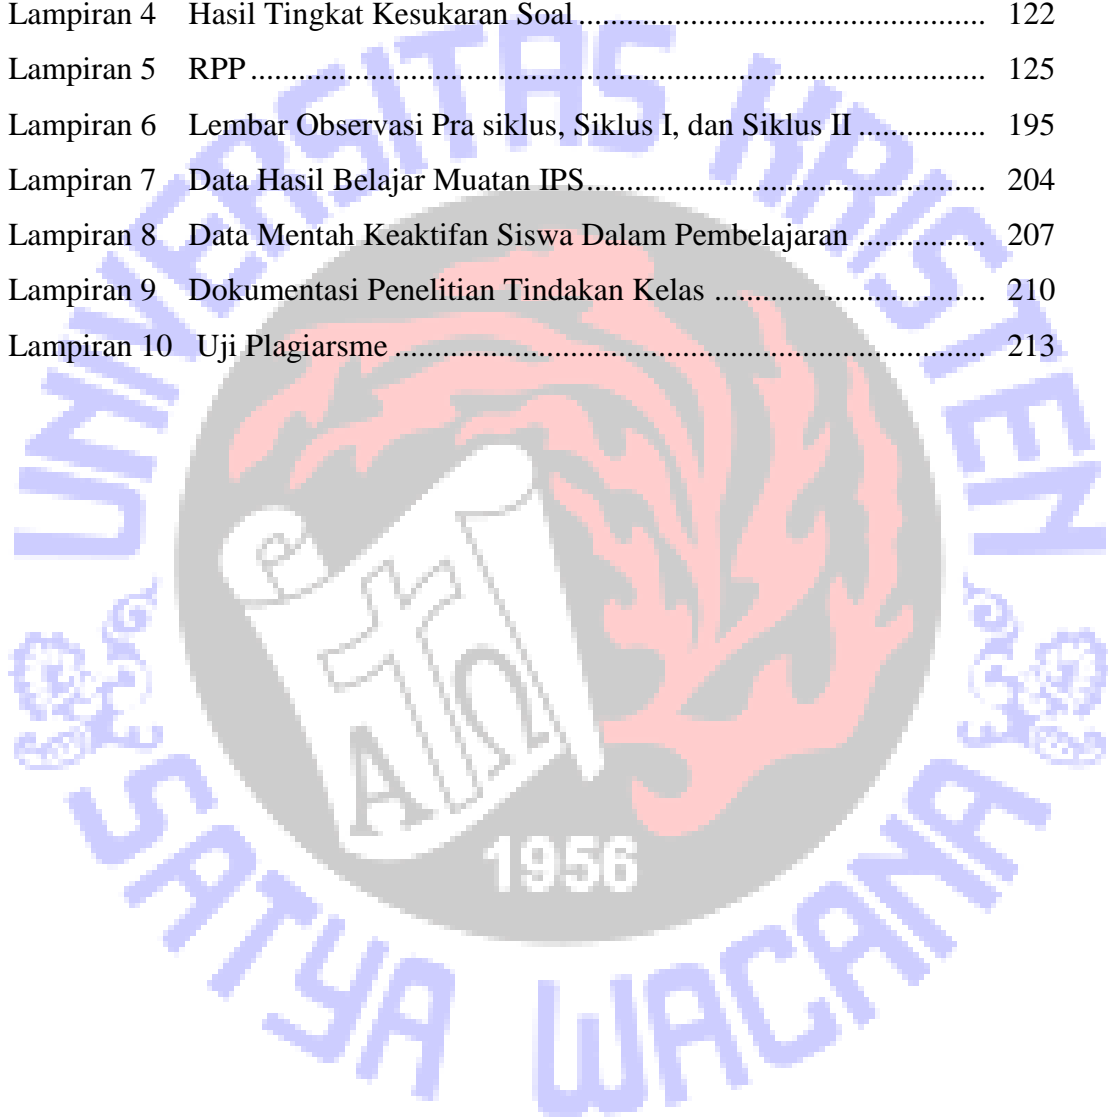 Lampiran 4 Hasil Tingkat Kesukaran Soal .................................................. 122
Lampiran 5 RPP ........................................................................................... 125
Lampiran 6 Lembar Observasi Pra siklus, Siklus I, dan Siklus II ............... 195
Lampiran 7 Data Hasil Belajar Muatan IPS.................................................. 204
Lampiran 8 Data Mentah Keaktifan Siswa Dalam Pembelajaran ................ 207
Lampiran 9 Dokumentasi Penelitian Tindakan Kelas .................................. 210
Lampiran 10 Uji Plagiarsme ......................................................................... 213
UNIVERSITAS KRISTEN
ΑΩ
1956
SATYA WACANA